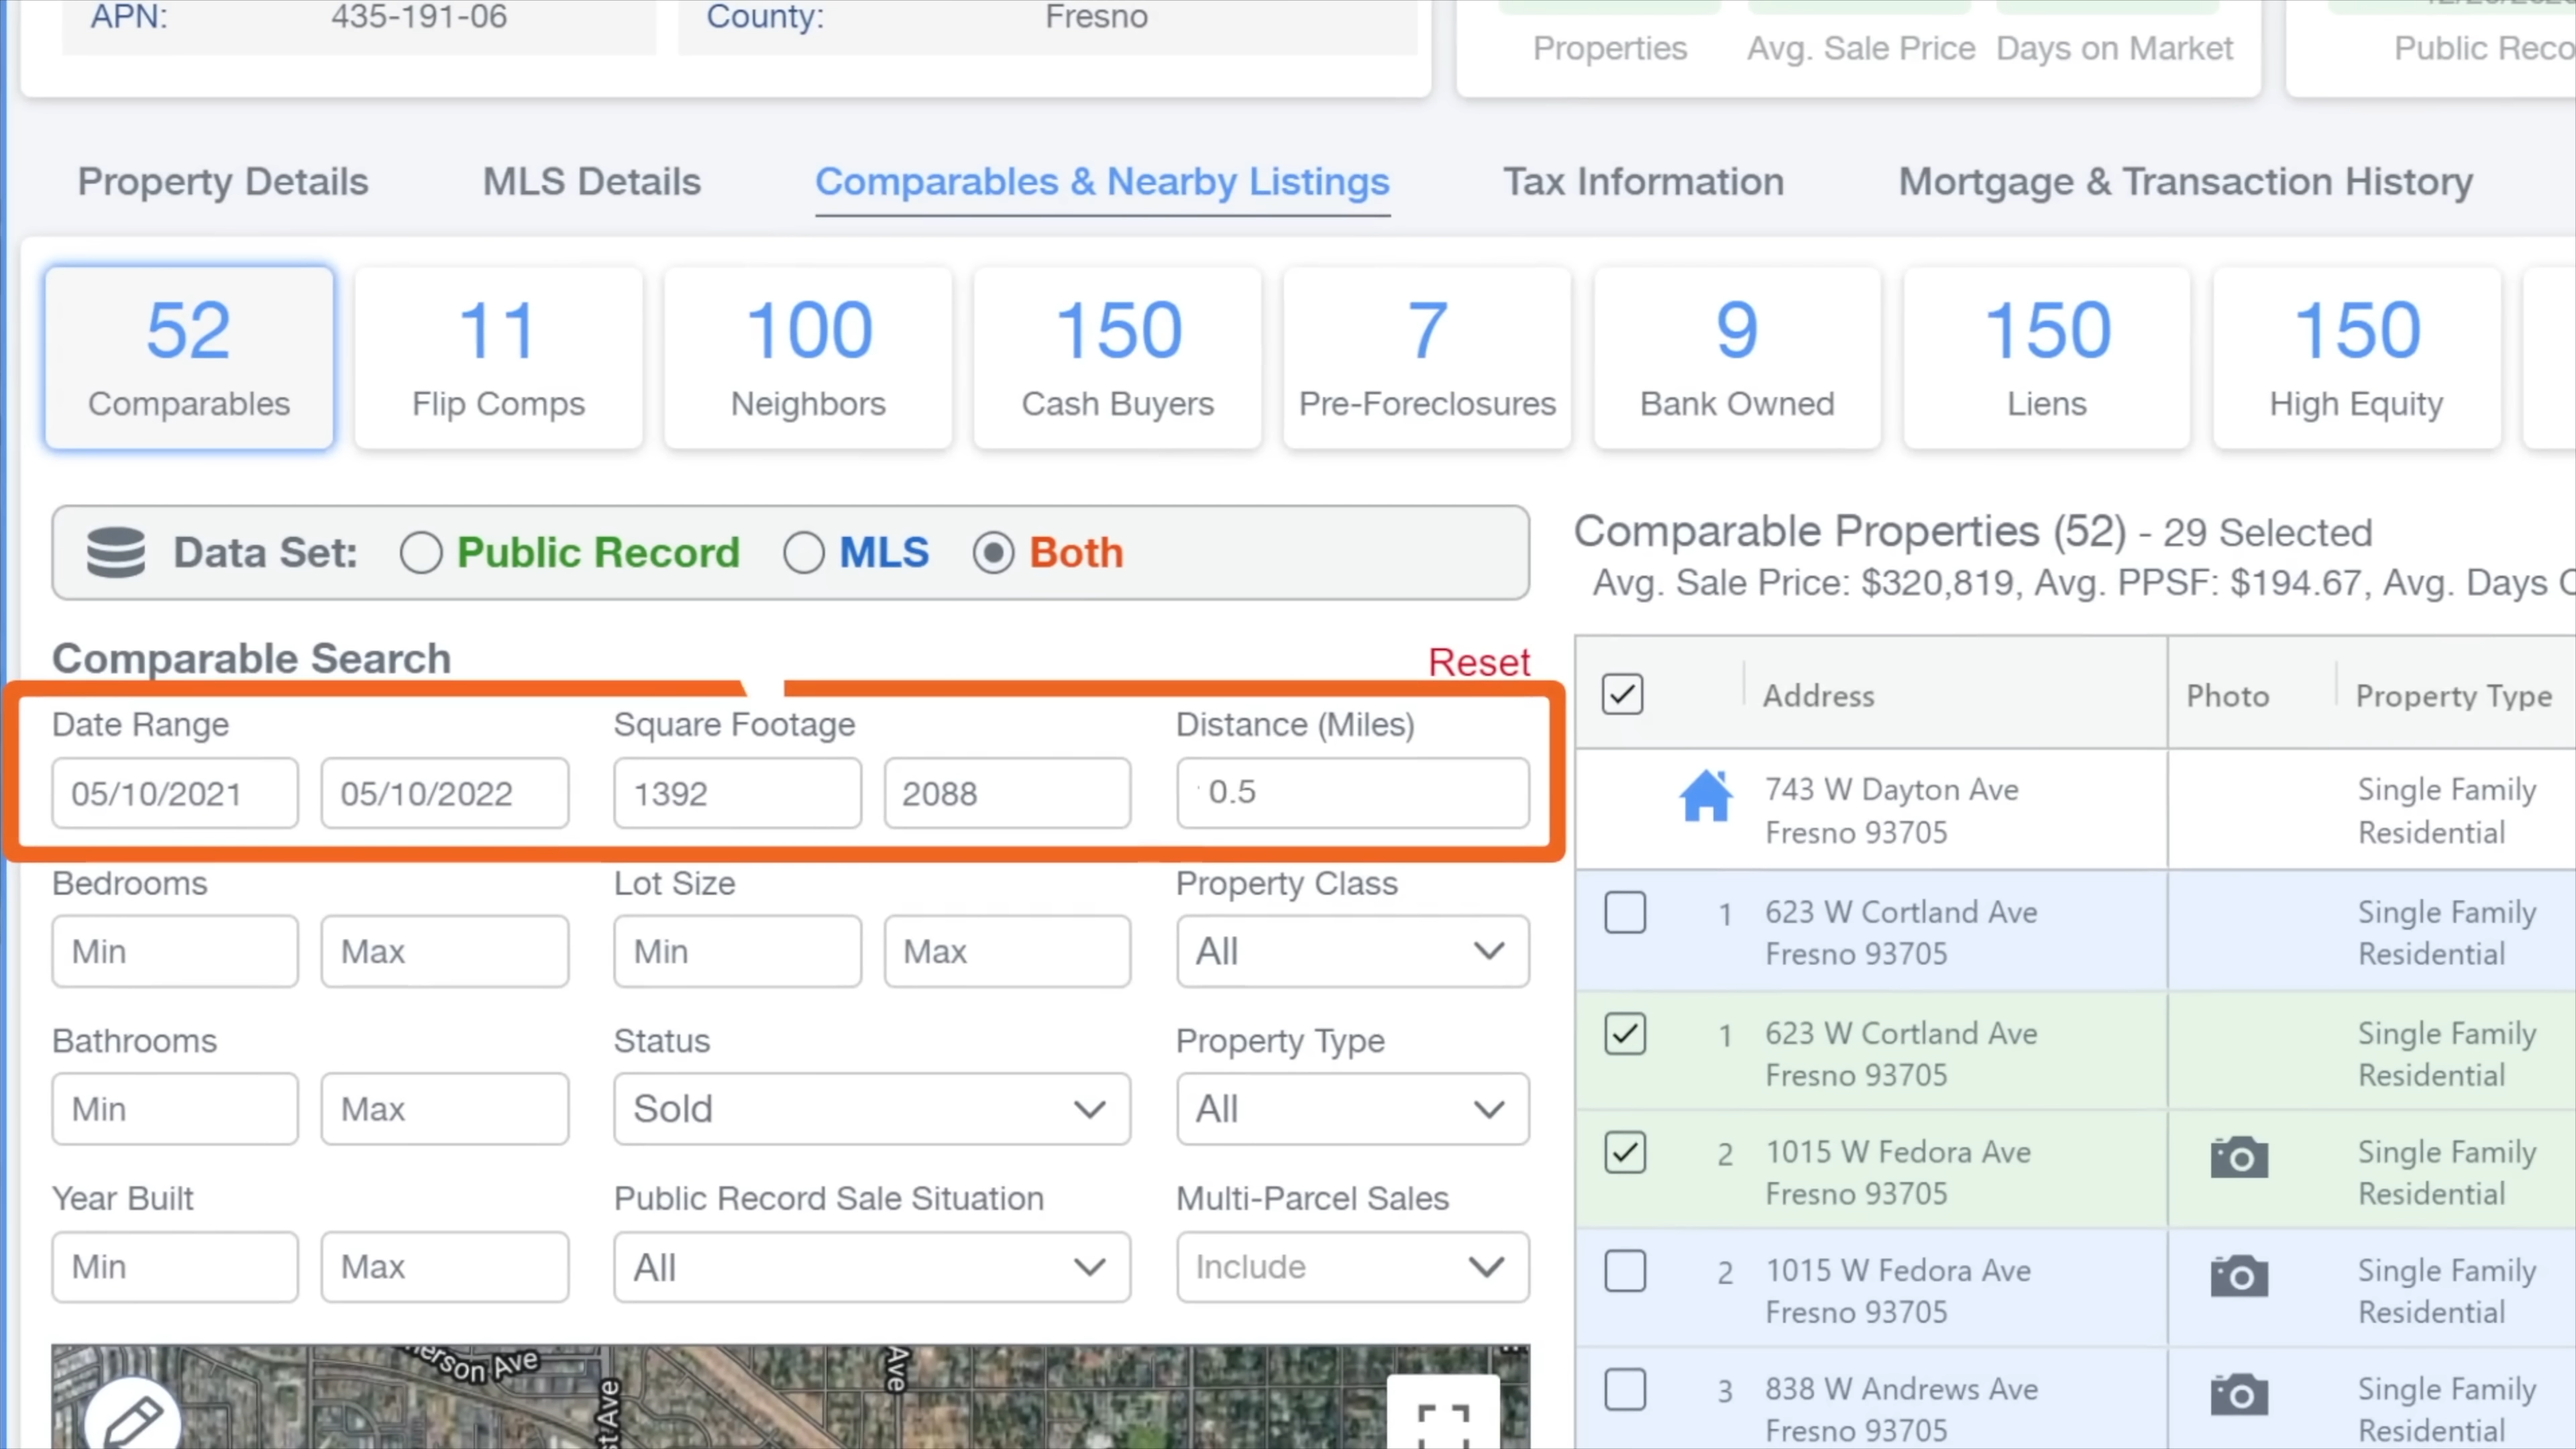 APN: 435-191-06 County: Fresno
Properties Avg. Sale Price Days on Market Public Reco
Property Details MLS Details Comparables & Nearby Listings Tax Information Mortgage & Transaction History
52 11 100 150 7 9 150 150
Comparables Flip Comps Neighbors Cash Buyers Pre-Foreclosures Bank Owned Liens High Equity
Data Set: Public Record MLS Both
Comparable Properties (52) - 29 Selected
Avg. Sale Price: $320,819, Avg. PPSF: $194.67, Avg. Days
Comparable Search Reset
Date Range Square Footage Distance (Miles)
05/10/2021 05/10/2022 1392 2088 0.5
Bedrooms Lot Size Property Class
Min Max Min Max All
Bathrooms Status Property Type
Min Max Sold All
Year Built Public Record Sale Situation Multi-Parcel Sales
Min Max All Include
erson Ave
st Ave
Ave
Address Photo Property Type
743 W Dayton Ave Single Family
Fresno 93705 Residential
1 623 W Cortland Ave Single Family
Fresno 93705 Residential
1 623 W Cortland Ave Single Family
Fresno 93705 Residential
2 1015 W Fedora Ave Single Family
Fresno 93705 Residential
2 1015 W Fedora Ave Single Family
Fresno 93705 Residential
3 838 W Andrews Ave Single Family
Fresno 93705 Residential